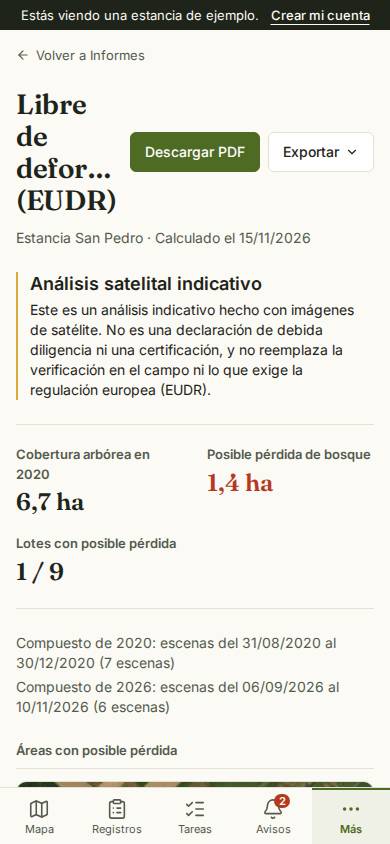 Estás viendo una estancia de ejemplo. Crear mi cuenta
← Volver a Informes
Libre
de
defor...
(EUDR)
Descargar PDF
Exportar
Estancia San Pedro · Calculado el 15/11/2026
Análisis satelital indicativo
Este es un análisis indicativo hecho con imágenes
de satélite. No es una declaración de debida
diligencia ni una certificación, y no reemplaza la
verificación en el campo ni lo que exige la
regulación europea (EUDR).
Cobertura arbórea en
2020
6,7 ha
Posible pérdida de bosque
1,4 ha
Lotes con posible pérdida
1 / 9
Compuesto de 2020: escenas del 31/08/2020 al
30/12/2020 (7 escenas)
Compuesto de 2026: escenas del 06/09/2026 al
10/11/2026 (6 escenas)
Áreas con posible pérdida
Mapa
Registros
Tareas
2
Avisos
Más